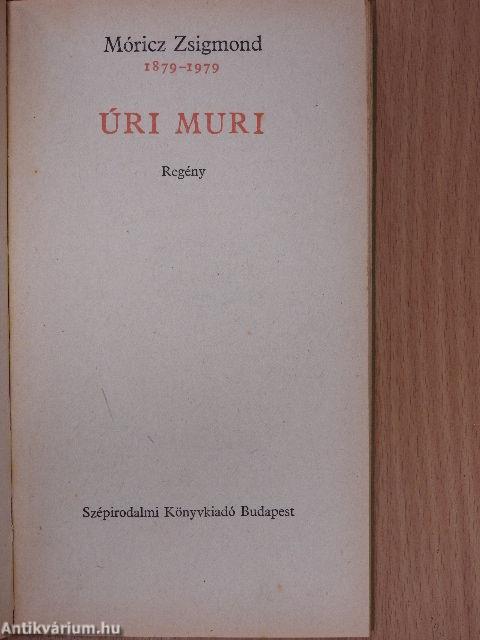 Móricz Zsigmond
1879–1979
ÚRI MURI
Regény
Szépirodalmi Könyvkiadó Budapest
Antikvárium.hu